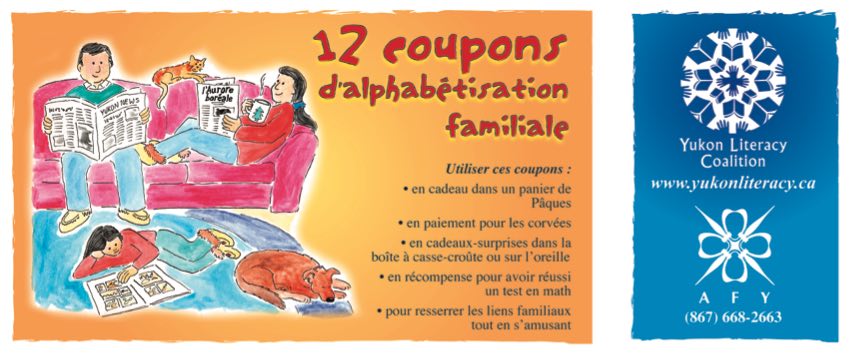 12 coupons
d'alphabétisation
familiale
YUKON NEWS
l'Aurore
boréale
Utiliser ces coupons :
• en cadeau dans un panier de
Pâques
• en paiement pour les corvées
• en cadeaux-surprises dans la
boîte à casse-croûte ou sur l'oreille
• en récompense pour avoir réussi
un test en math
• pour resserrer les liens familiaux
tout en s'amusant
Yukon Literacy
Coalition
www.yukonliteracy.ca
A F Y
(867) 668-2663